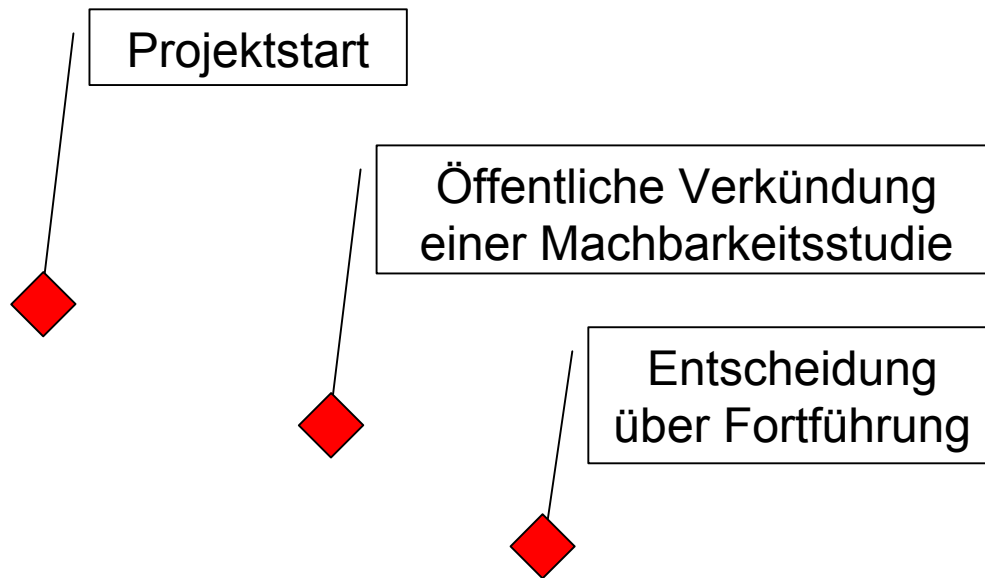 Projektstart
Öffentliche Verkündung
einer Machbarkeitsstudie
Entscheidung
über Fortführung